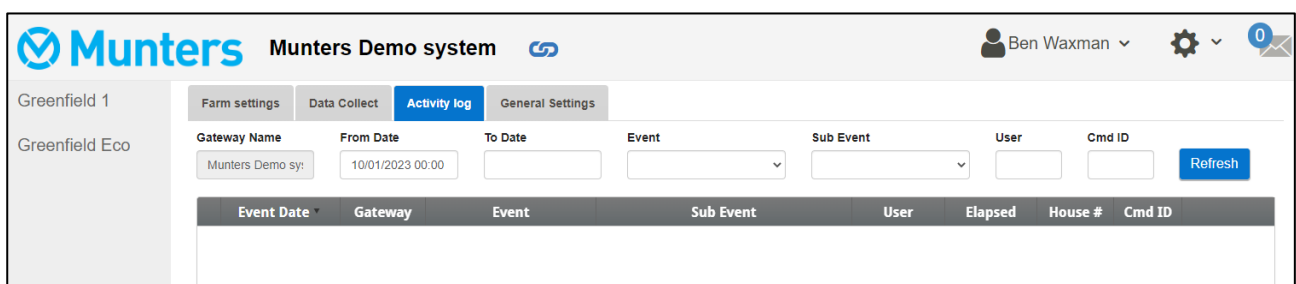 Munters Munters Demo system Ben Waxman 0
Greenfield 1
Greenfield Eco
Farm settings Data Collect Activity log General Settings
Gateway Name From Date To Date Event Sub Event User Cmd ID
Munters Demo sys 10/01/2023 00:00 Refresh
Event Date Gateway Event Sub Event User Elapsed House # Cmd ID